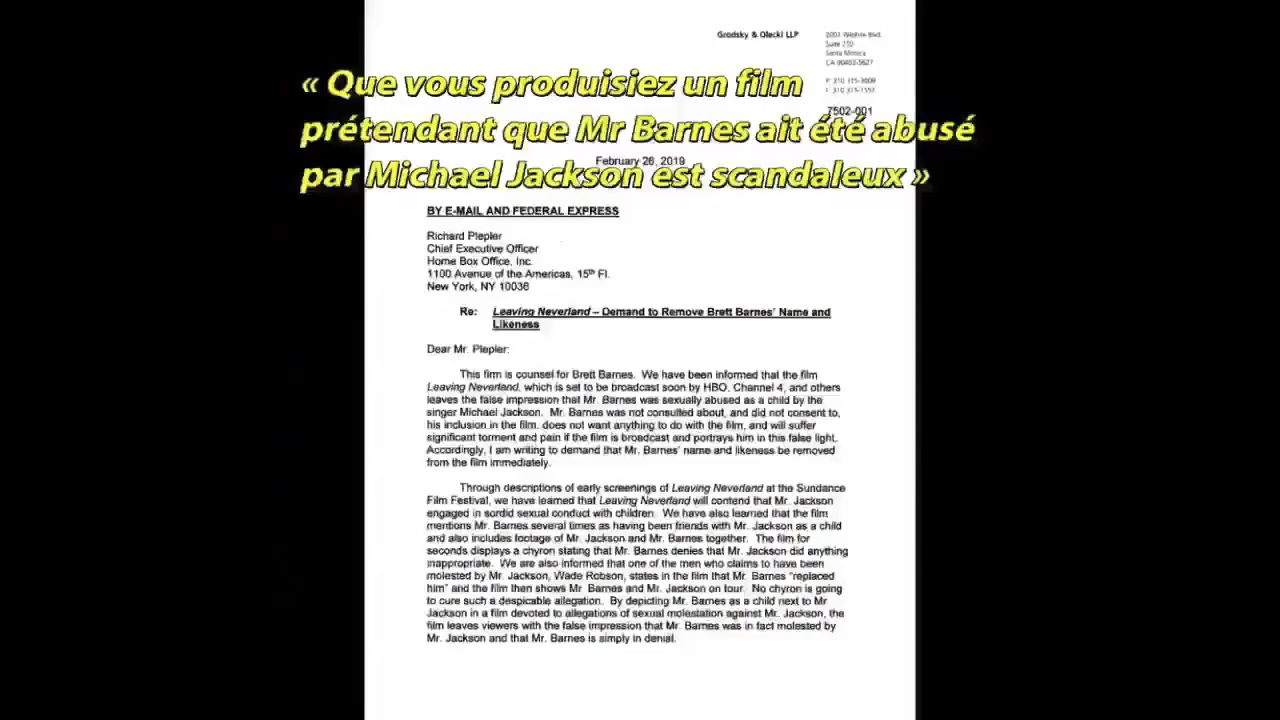 Grodsky & Olecki LLP
Suite 210
Santa Monica
« Que vous produisiez un film
7502-001
prétendant que Mr Barnes ait été abusé
February 26, 2019
par Michael Jackson est scandaleux »
BY E-MAIL AND FEDERAL EXPRESS
Richard Plepler
Chief Executive Officer
Home Box Office, Inc.
1100 Avenue of the Americas, 15th Fl.
New York, NY 10036
Re: Leaving Neverland – Demand to Remove Brett Barnes' Name and
Likeness
Dear Mr. Plepler:
This firm is counsel for Brett Barnes. We have been informed that the film
Leaving Neverland, which is set to be broadcast soon by HBO, Channel 4, and others
leaves the false impression that Mr. Barnes was sexually abused as a child by the
singer Michael Jackson. Mr. Barnes was not consulted about, and did not consent to,
his inclusion in the film, does not want anything to do with the film, and will suffer
significant torment and pain if the film is broadcast and portrays him in this false light.
Accordingly, I am writing to demand that Mr. Barnes' name and likeness be removed
from the film immediately.
Through descriptions of early screenings of Leaving Neverland at the Sundance
Film Festival, we have learned that Leaving Neverland will contend that Mr. Jackson
engaged in sordid sexual conduct with children. We have also learned that the film
mentions Mr. Barnes several times as having been friends with Mr. Jackson as a child
and also includes footage of Mr. Jackson and Mr. Barnes together. The film for
seconds displays a chyron stating that Mr. Barnes denies that Mr. Jackson did anything
inappropriate. We are also informed that one of the men who claims to have been
molested by Mr. Jackson, Wade Robson, states in the film that Mr. Barnes "replaced
him" and the film then shows Mr. Barnes and Mr. Jackson on tour. No chyron is going
to cure such a despicable allegation. By depicting Mr. Barnes as a child next to Mr
Jackson in a film devoted to allegations of sexual molestation against Mr. Jackson, the
film leaves viewers with the false impression that Mr. Barnes was in fact molested by
Mr. Jackson and that Mr. Barnes is simply in denial.